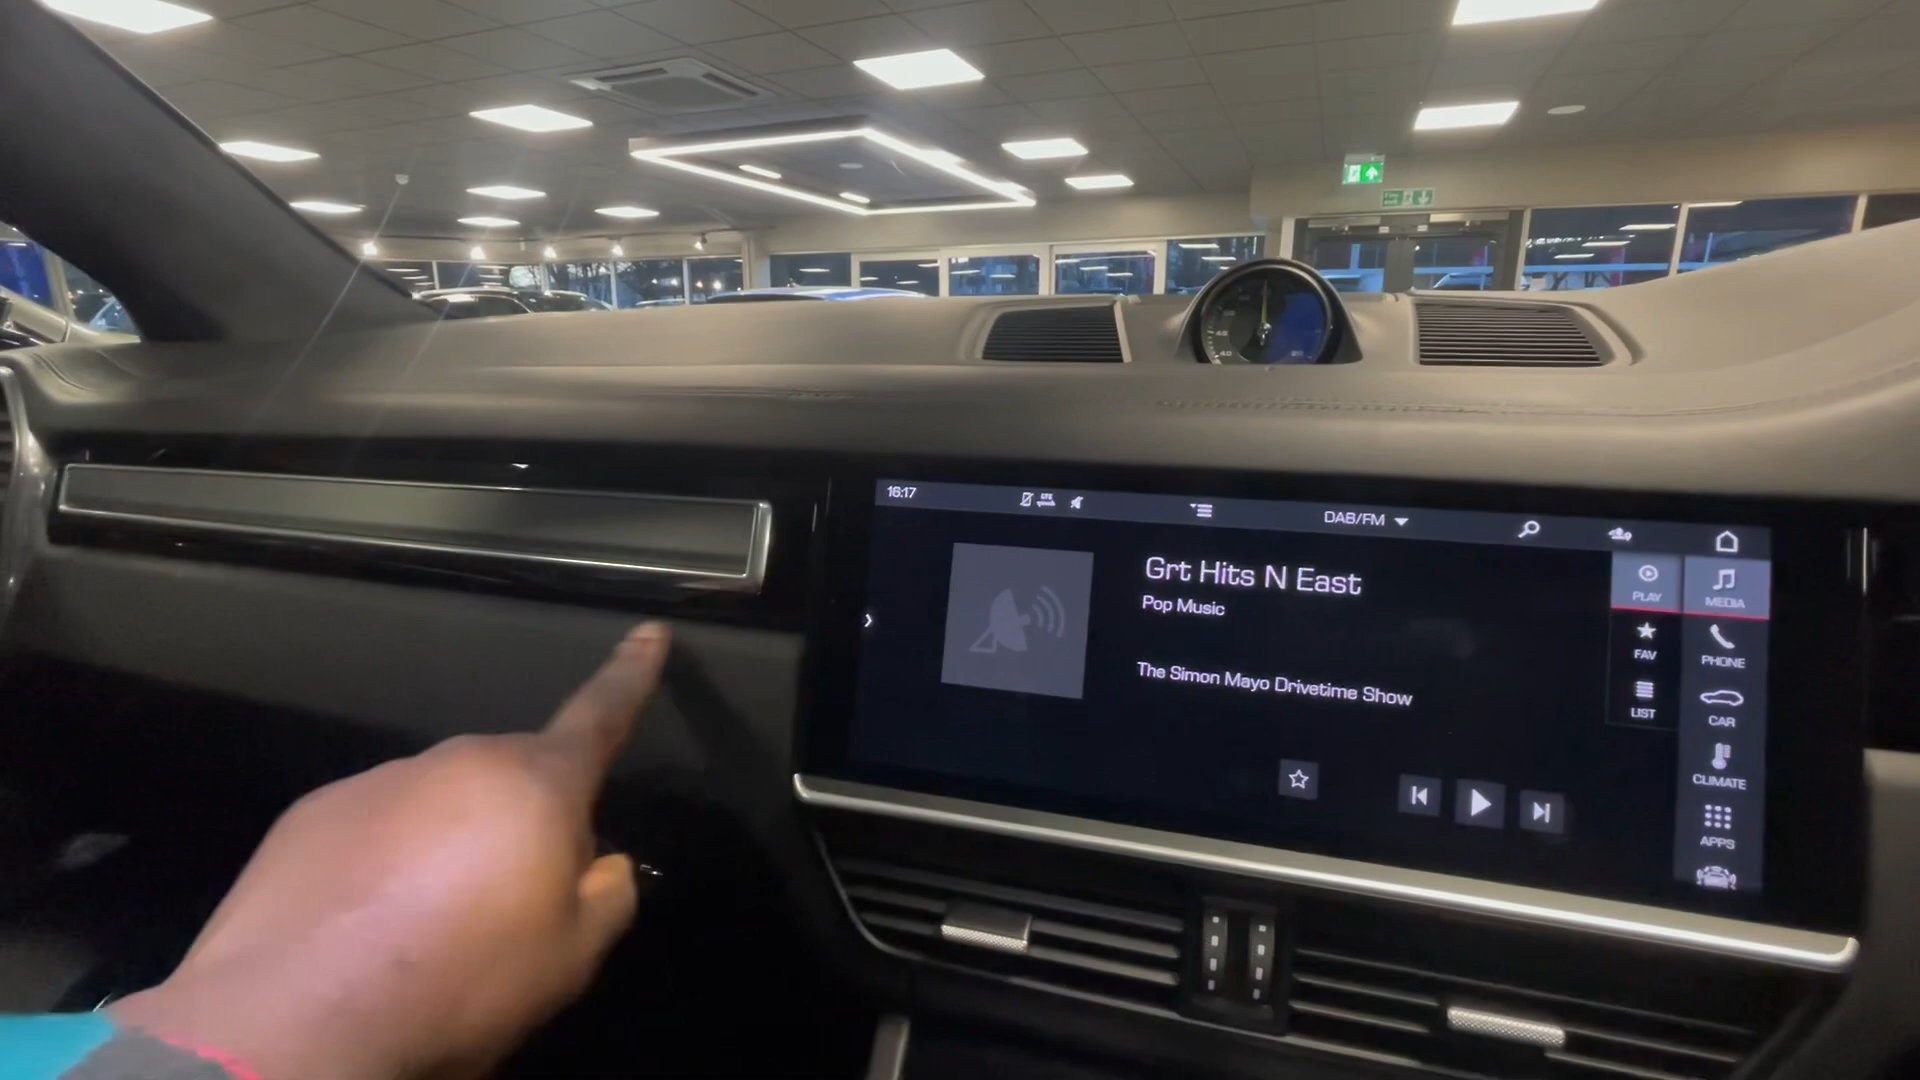 16:17
LTE
DAB/FM
Grt Hits N East
Pop Music
The Simon Mayo Drivetime Show
PLAY
FAV
LIST
MEDIA
PHONE
CAR
CLIMATE
APPS